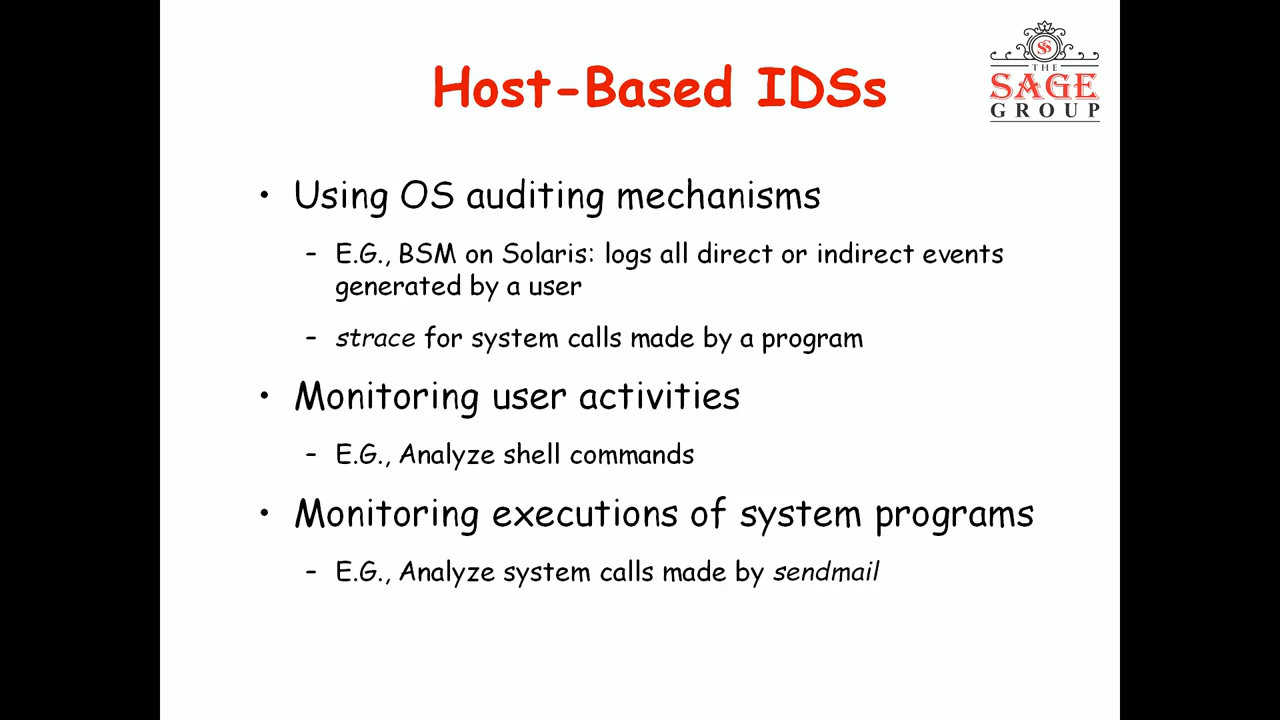 Host-Based IDSs
SS
THE
SAGE
GROUP
• Using OS auditing mechanisms
– E.G., BSM on Solaris: logs all direct or indirect events
generated by a user
– strace for system calls made by a program
• Monitoring user activities
– E.G., Analyze shell commands
• Monitoring executions of system programs
– E.G., Analyze system calls made by sendmail